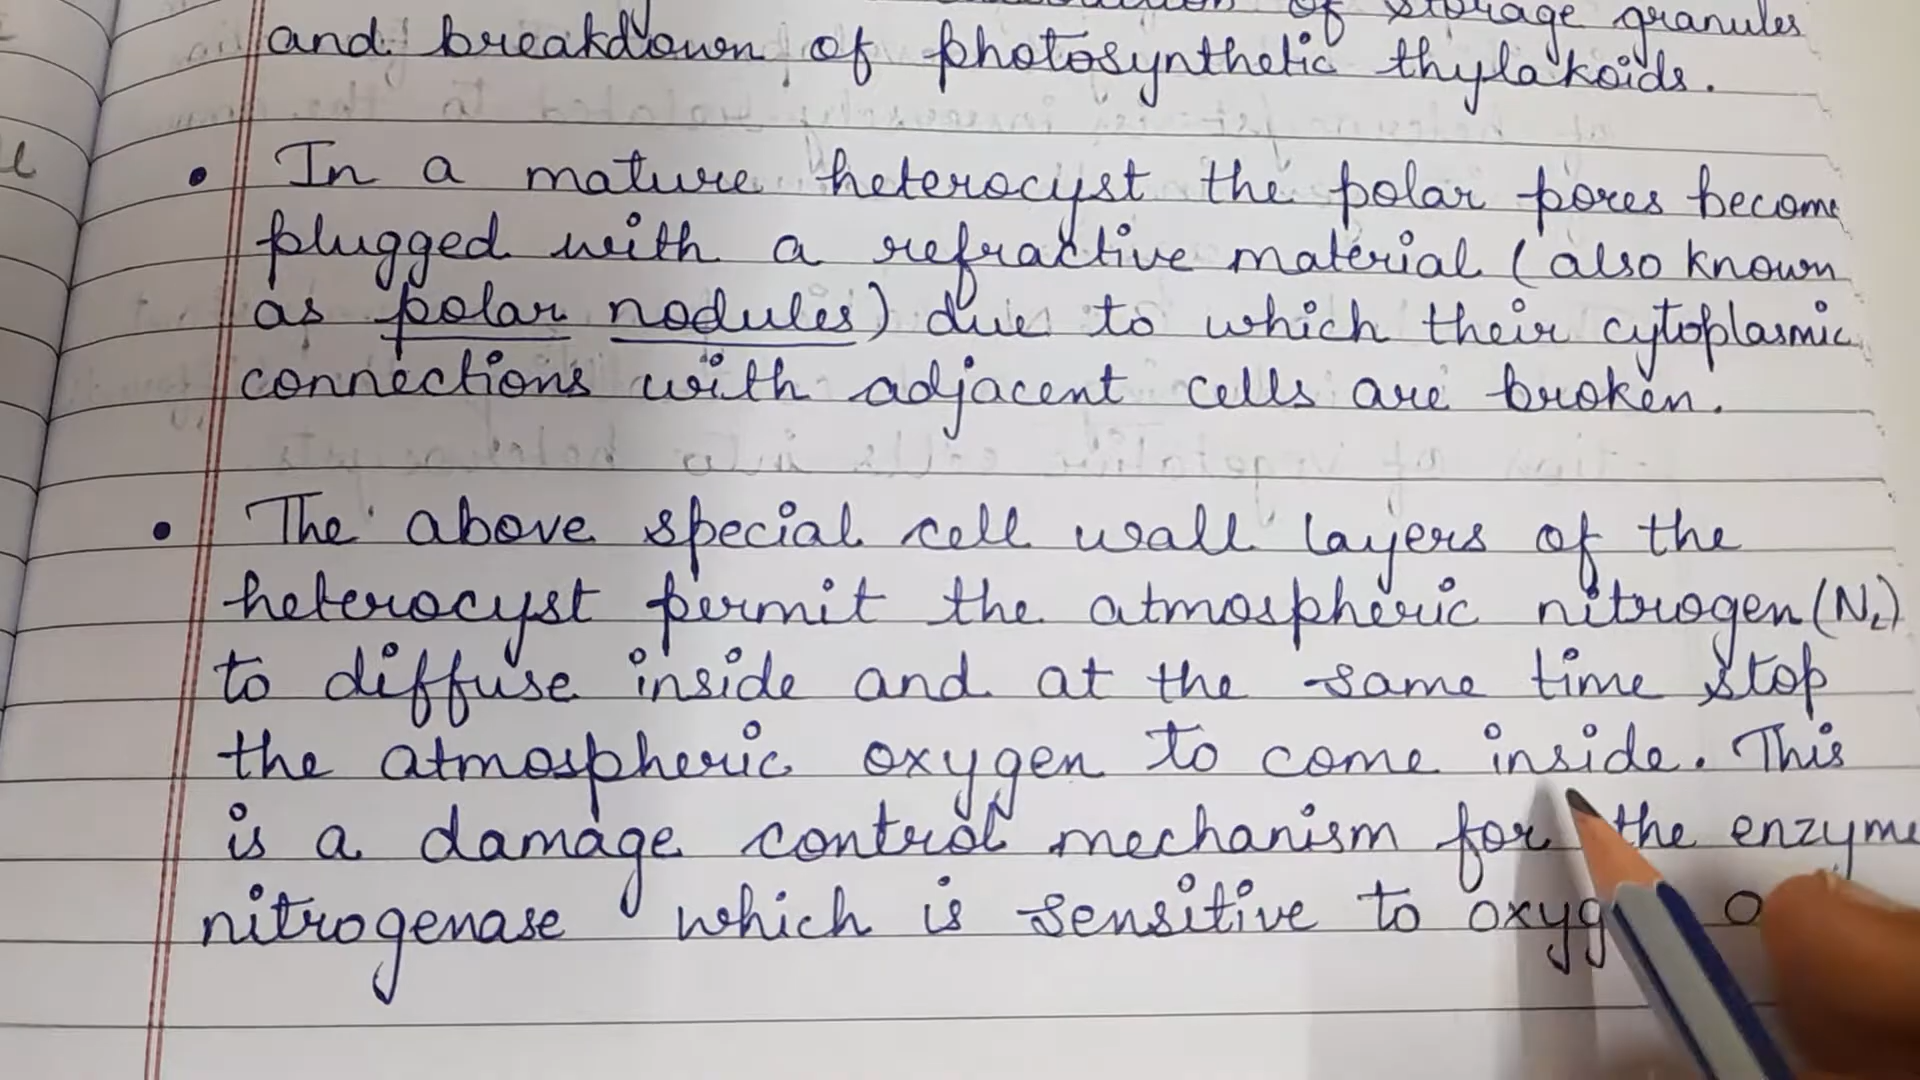 of storage granules
and breakdown of photosynthetic thylakoids.
• In a mature heterocyst the polar pores become
plugged with a refractive material (also known
as polar nodules) due to which their cytoplasmic
connections with adjacent cells are broken.
• The above special cell wall layers of the
heterocyst permit the atmospheric nitrogen (N₂)
to diffuse inside and at the same time stop
the atmospheric oxygen to come inside. This
is a damage control mechanism for the enzyme
nitrogenase which is sensitive to